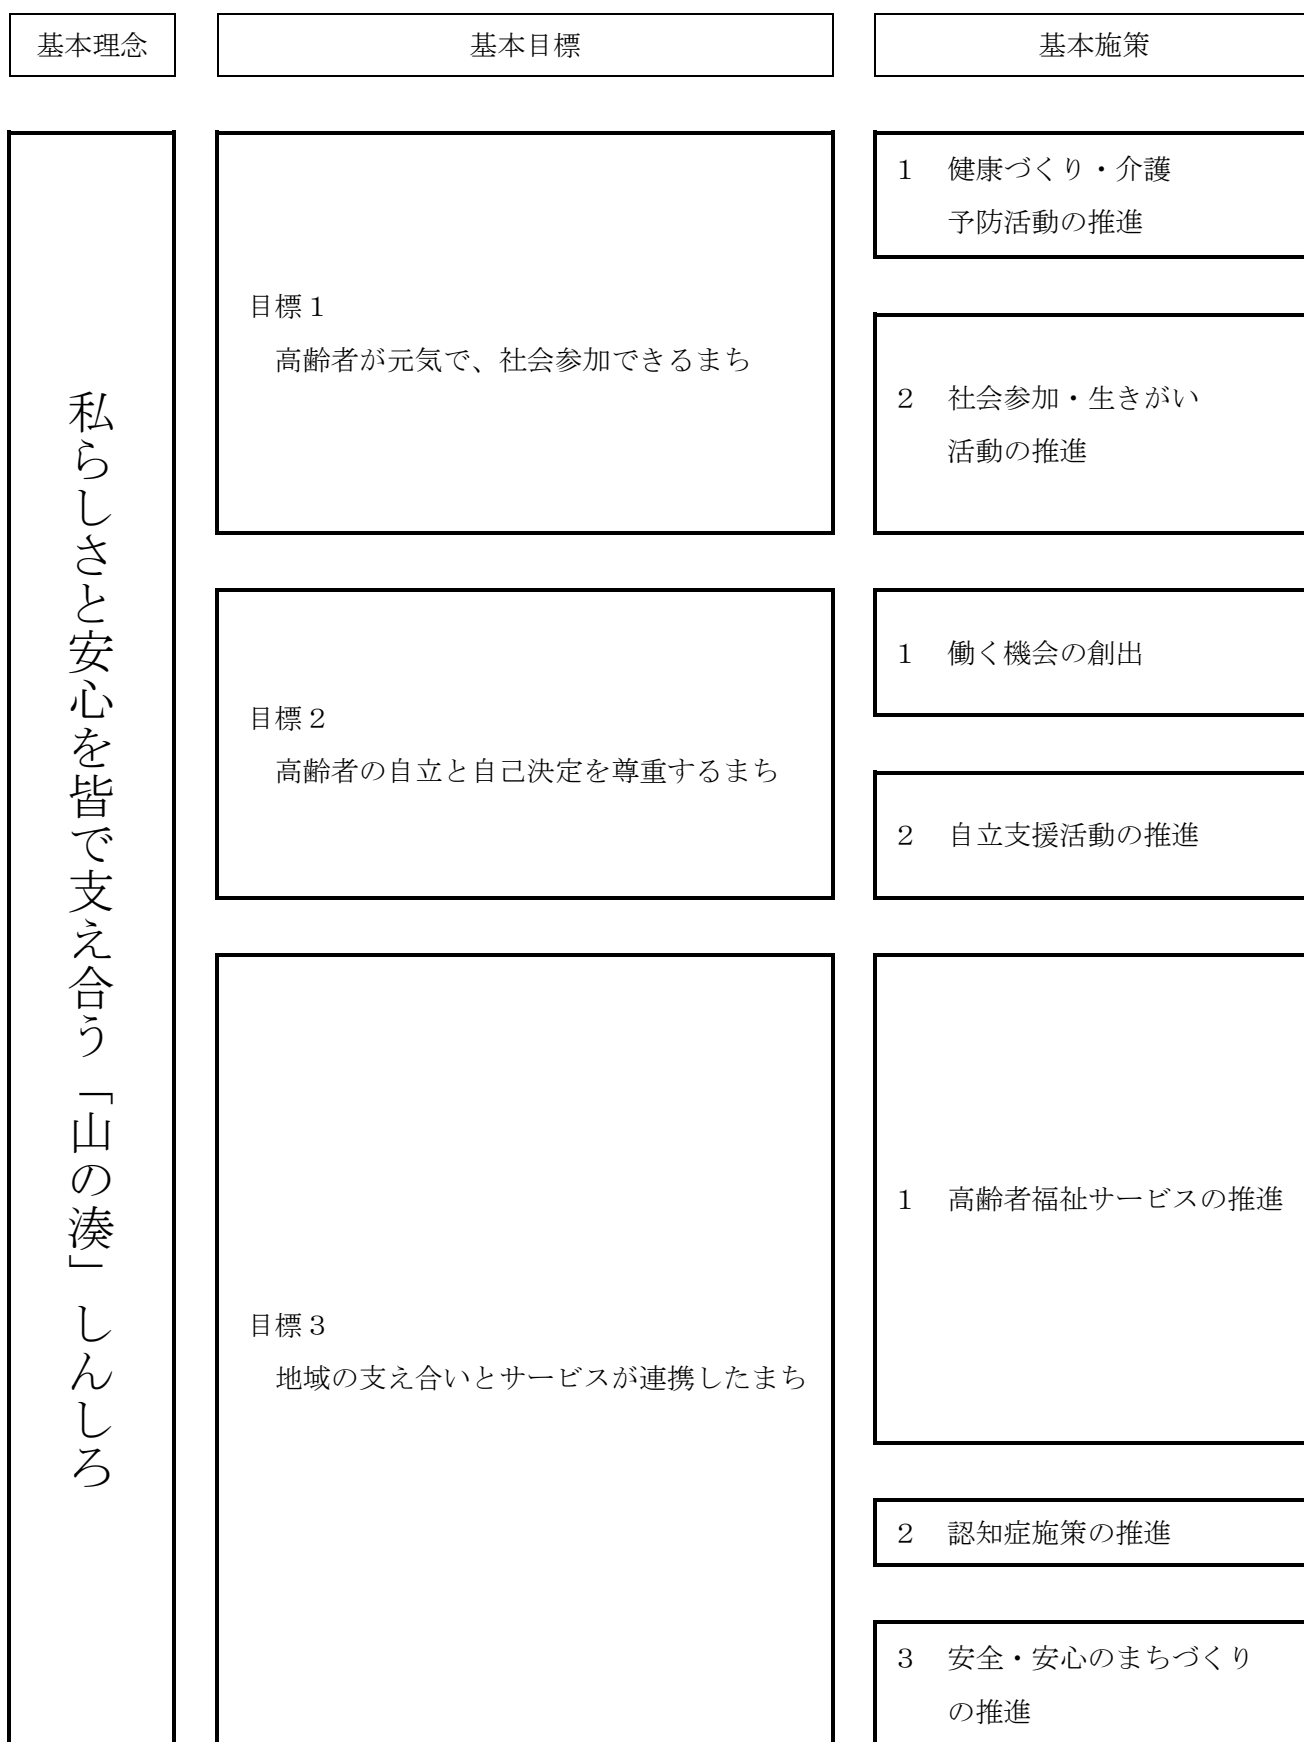 基本理念
基本目標
基本施策
私らしさと安心を皆で支え合う「山の湊」しんしろ
目標１
高齢者が元気で、社会参加できるまち
１　健康づくり・介護
予防活動の推進
２　社会参加・生きがい
活動の推進
目標２
高齢者の自立と自己決定を尊重するまち
１　働く機会の創出
２　自立支援活動の推進
目標３
地域の支え合いとサービスが連携したまち
１　高齢者福祉サービスの推進
２　認知症施策の推進
３　安全・安心のまちづくり
の推進